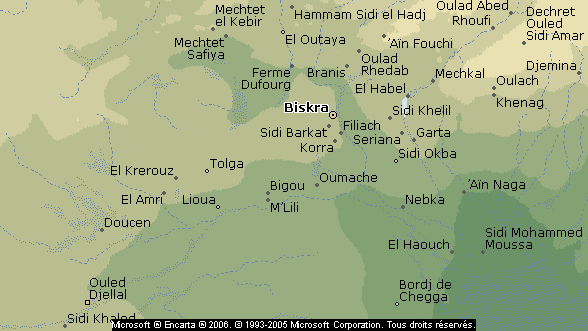 Mechtet
el Kebir
Hammam Sidi el Hadj
Oulad Abed
Rhoufi
Dechret
Ouled
Sidi Amar
Mechtet
Safiya
El Outaya
'Aïn Fouchi
Oulad
Rhedab
Ferme
Dufourg
Branis
Mechkal
Djemina
Oulach
El Habel
Khenag
Biskra
Sidi Khelil
Sidi Barkat
Filiach
Seriana
Garta
Korra
Sidi Okba
Tolga
El Krerouz
Oumache
Bigou
'Aïn Naga
El Amri
Lioua
M'Lili
Nebka
Doucen
Sidi Mohammed
Moussa
El Haouch
Ouled
Djellal
Bordj de
Chegga
Sidi Khaled
Microsoft ® Encarta ® 2006. © 1993-2005 Microsoft Corporation. Tous droits réservés.